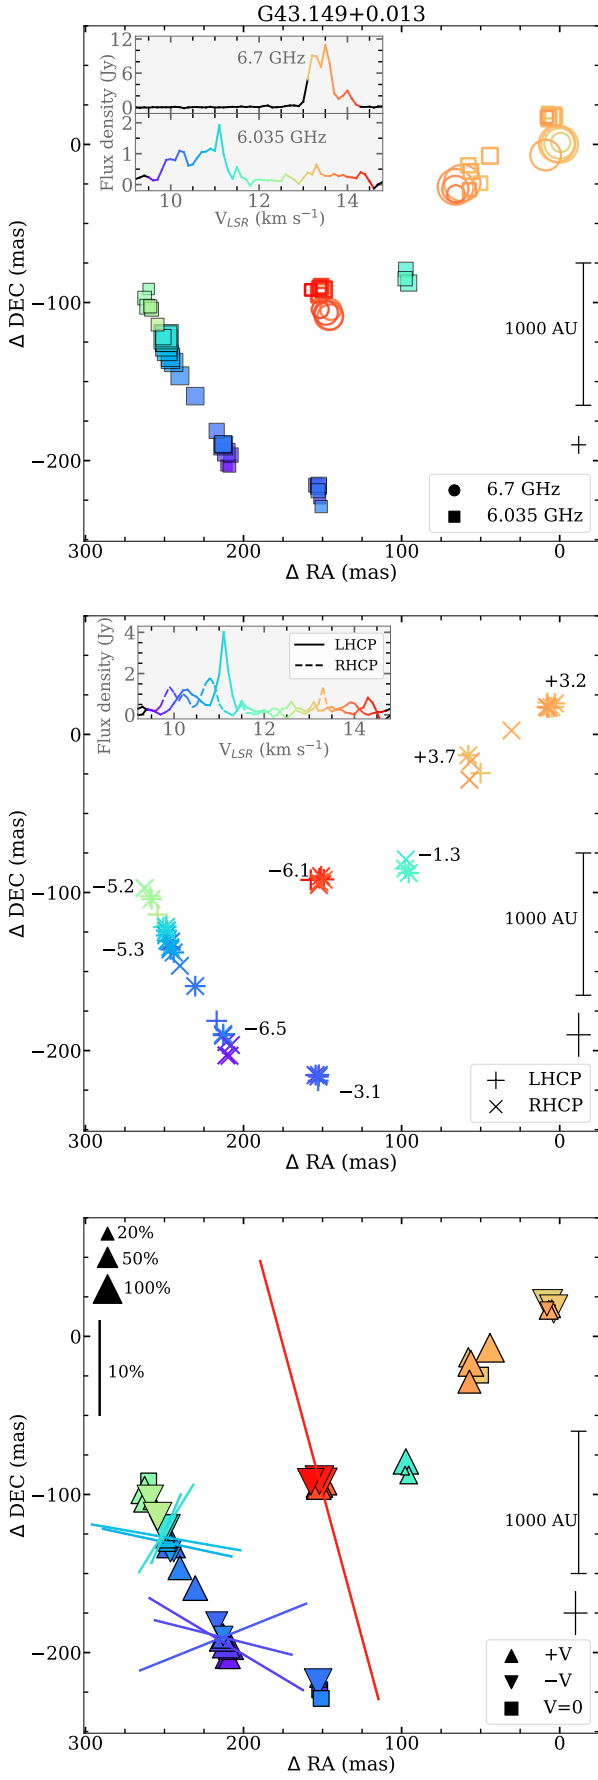 G43.149+0.013
12
6
0
Flux density (Jy)
6.7 GHz
2
1
0
Flux density (Jy)
6.035 GHz
10
12
14
V_LSR (km s⁻¹)
0
−100
−200
Δ DEC (mas)
1000 AU
6.7 GHz
6.035 GHz
300
200
100
0
Δ RA (mas)
4
2
0
Flux density (Jy)
LHCP
RHCP
10
12
14
V_LSR (km s⁻¹)
+3.2
+3.7
−1.3
−6.1
−5.2
−5.3
−6.5
−3.1
0
−100
−200
Δ DEC (mas)
1000 AU
LHCP
RHCP
300
200
100
0
Δ RA (mas)
20%
50%
100%
10%
0
−100
−200
Δ DEC (mas)
1000 AU
+V
−V
V=0
300
200
100
0
Δ RA (mas)